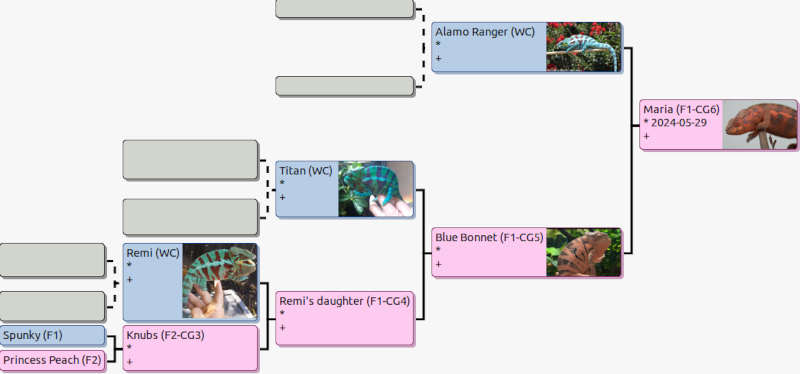 Alamo Ranger (WC)
*
+
Maria (F1-CG6)
* 2024-05-29
+
Titan (WC)
*
+
Blue Bonnet (F1-CG5)
*
+
Remi (WC)
*
+
Remi's daughter (F1-CG4)
*
+
Spunky (F1)
Knubs (F2-CG3)
*
+
Princess Peach (F2)